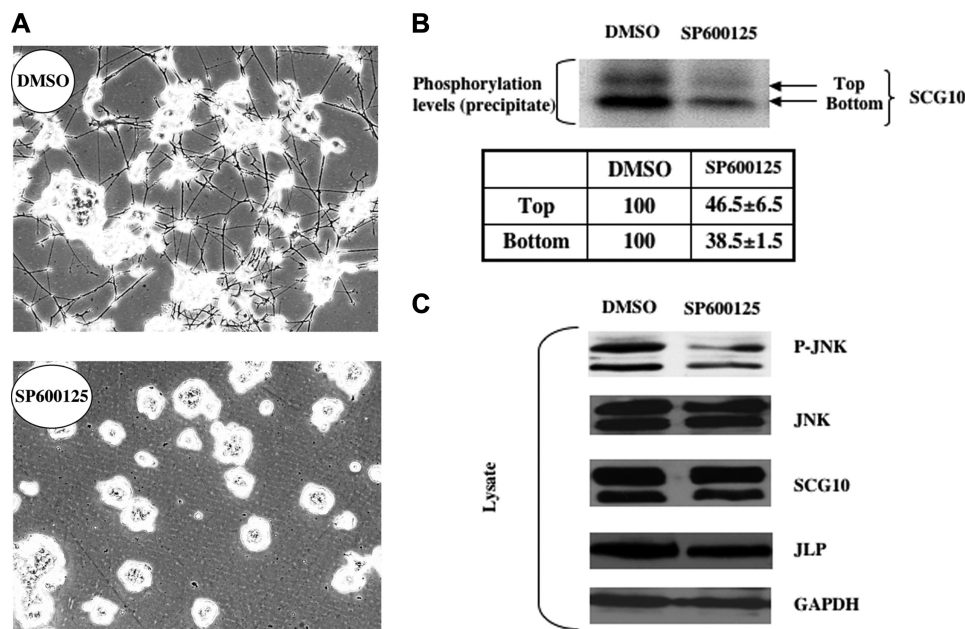 A
DMSO
SP600125
B
DMSO SP600125
Phosphorylation
levels (precipitate)
Top
Bottom
SCG10
DMSO SP600125
Top 100 46.5±6.5
Bottom 100 38.5±1.5
C
DMSO SP600125
Lysate
P-JNK
JNK
SCG10
JLP
GAPDH